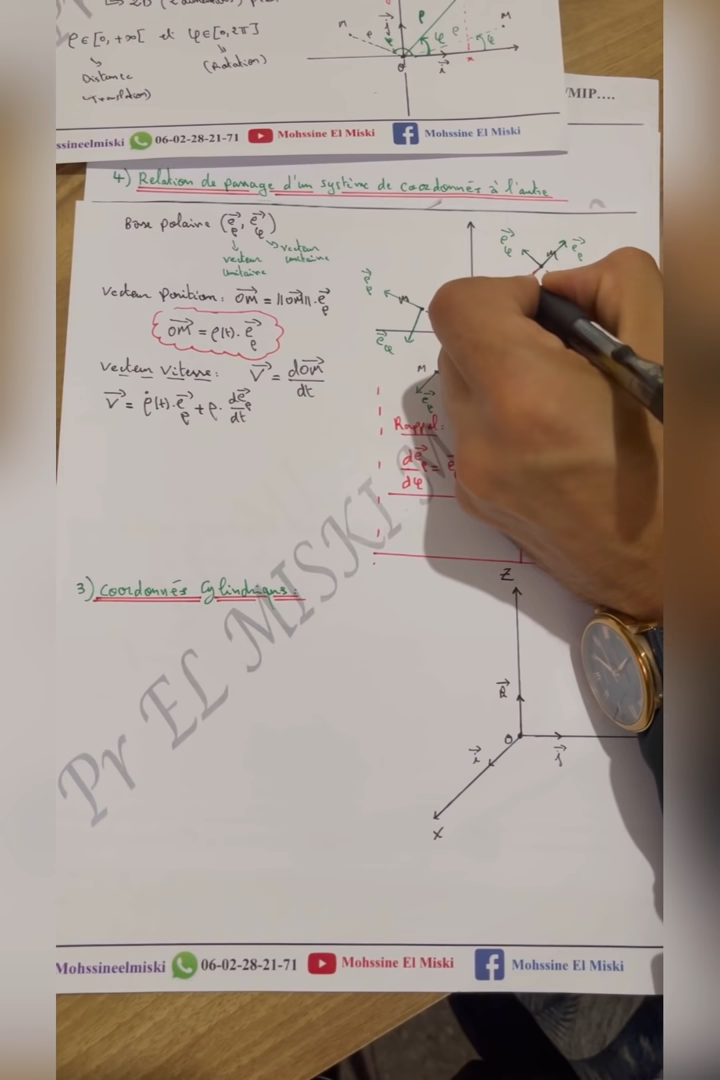 ρ ∈ [0, +∞[ et φ ∈ [0, 2π]
Distance
(Rotation)
Translation)
ρ
φ
M
i
ssineelmiski 06-02-28-21-71 Mohssine El Miski Mohssine El Miski
/MIP....
4) Relation de passage d'un système de coordonnés à l'autre
Base polaire (e⃗ρ, e⃗φ)
vecteur unitaire
vecteur unitaire
Vecteur Position: OM⃗ = ||OM⃗||. e⃗ρ
OM⃗ = ρ(t). e⃗ρ
Vecteur Vitesse: V⃗ = dOM⃗/dt
V⃗ = ρ̇(t). e⃗ρ + ρ. de⃗ρ/dt
e⃗φ M e⃗ρ
e⃗ρ M
e⃗φ
M
e⃗ρ
Rappel:
de⃗ρ/dφ =
3) Coordonnés Cylindriques:
Z
k⃗
O
i⃗ j⃗
X
Pr EL MISKI M
Mohssineelmiski 06-02-28-21-71 Mohssine El Miski Mohssine El Miski